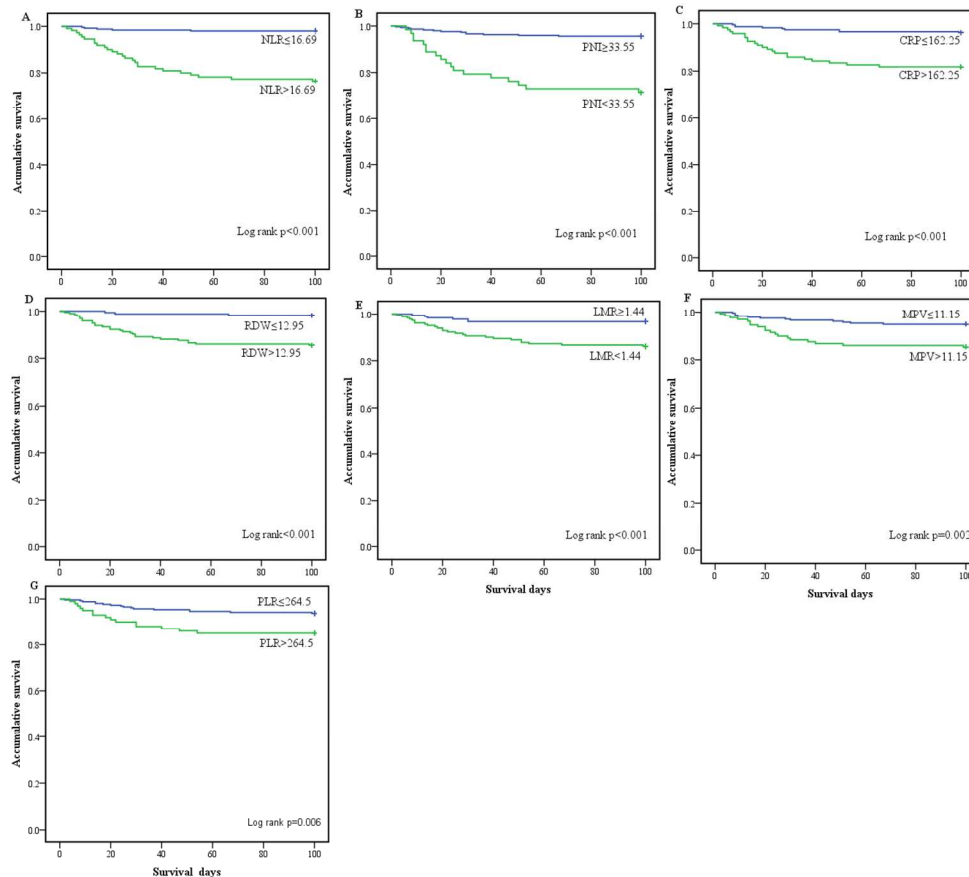 A
Accumulative survival
1.0
0.8
0.6
0.4
0.2
0.0
NLR≤16.69
NLR>16.69
Log rank p<0.001
0 20 40 60 80 100
B
Accumulative survival
1.0
0.8
0.6
0.4
0.2
0.0
PNI≥33.55
PNI<33.55
Log rank p<0.001
0 20 40 60 80 100
C
Accumulative survival
1.0
0.8
0.6
0.4
0.2
0.0
CRP≤162.25
CRP>162.25
Log rank p<0.001
0 20 40 60 80 100
D
Accumulative survival
1.0
0.8
0.6
0.4
0.2
0.0
RDW≤12.95
RDW>12.95
Log rank<0.001
0 20 40 60 80 100
E
Accumulative survival
1.0
0.8
0.6
0.4
0.2
0.0
LMR≥1.44
LMR<1.44
Log rank p<0.001
0 20 40 60 80 100
Survival days
F
Accumulative survival
1.0
0.8
0.6
0.4
0.2
0.0
MPV≤11.15
MPV>11.15
Log rank p=0.002
0 20 40 60 80 100
Survival days
G
Accumulative survival
1.0
0.8
0.6
0.4
0.2
0.0
PLR≤264.5
PLR>264.5
Log rank p=0.006
0 20 40 60 80 100
Survival days